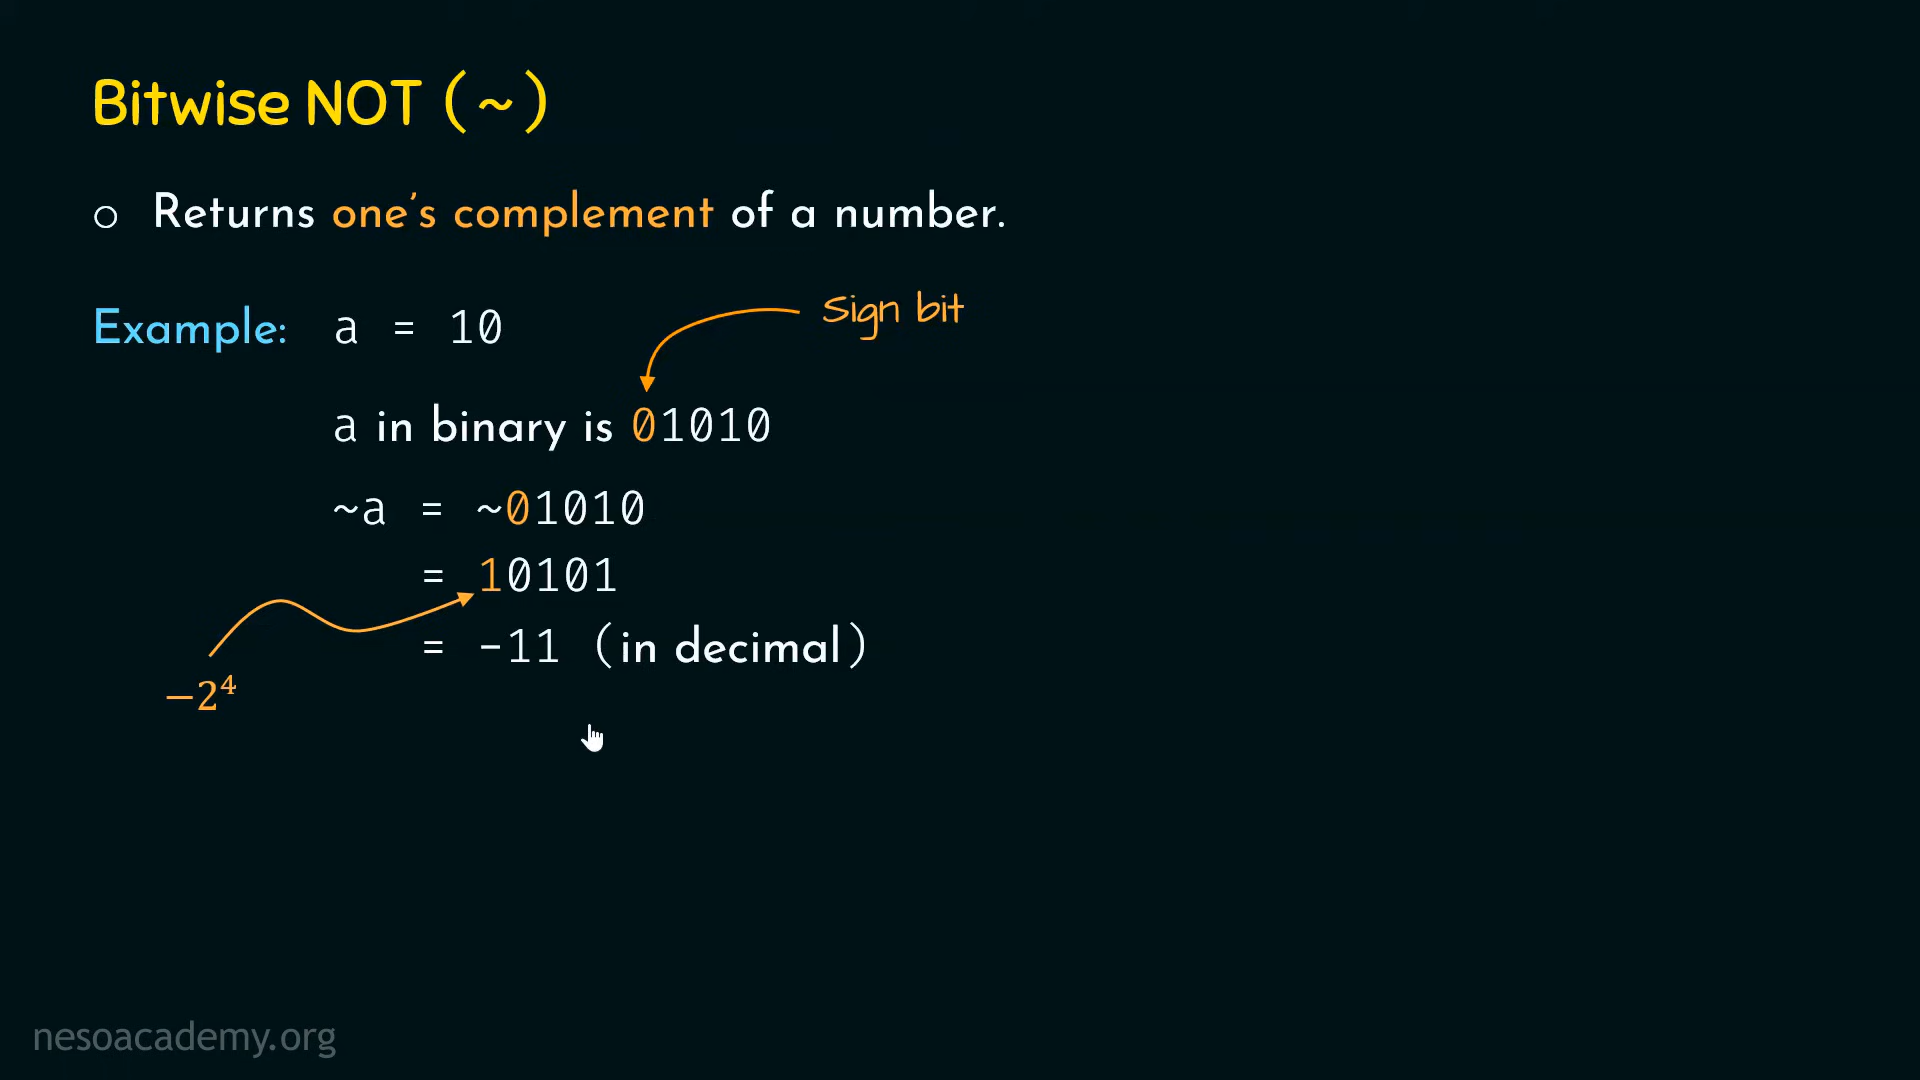 Bitwise NOT (~)
○ Returns one’s complement of a number.
Example: a = 10
Sign bit
a in binary is 01010
~a = ~01010
= 10101
= -11 (in decimal)
−2⁴
nesoacademy.org